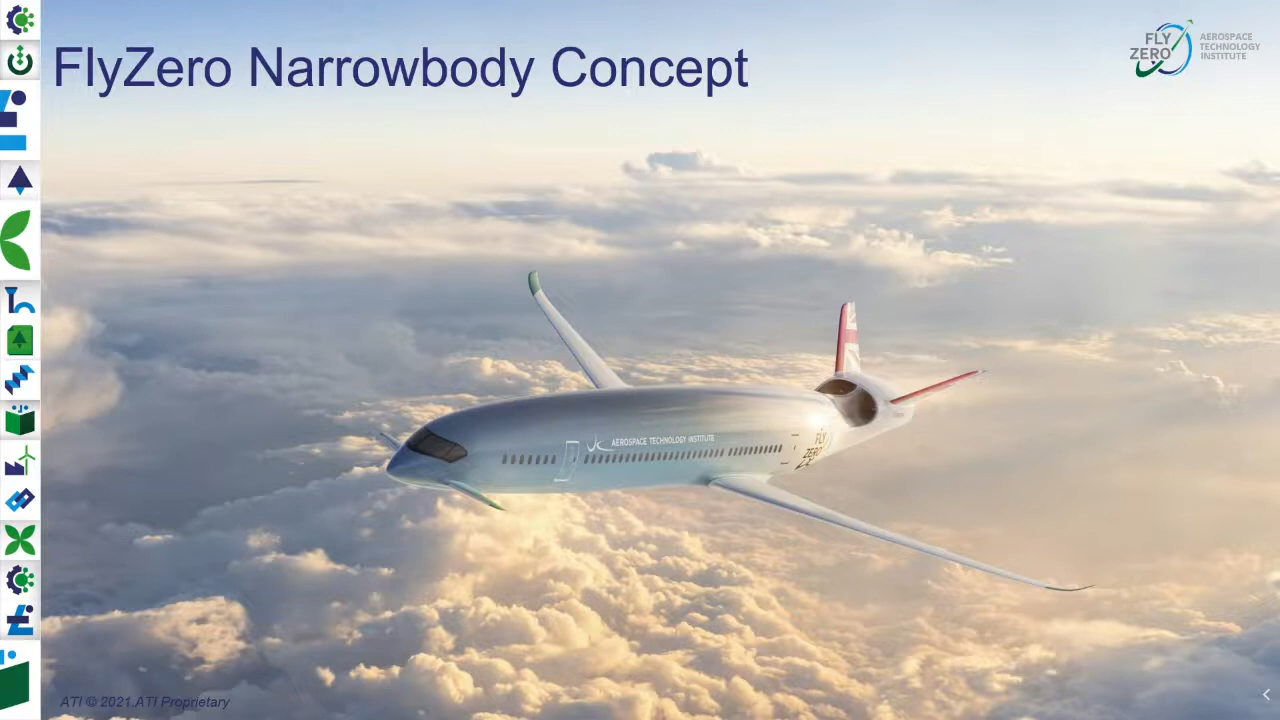 FlyZero Narrowbody Concept
FLY
ZERO
AEROSPACE
TECHNOLOGY
INSTITUTE
AEROSPACE TECHNOLOGY INSTITUTE
FLY
ZERO
ATI © 2021.ATI Proprietary